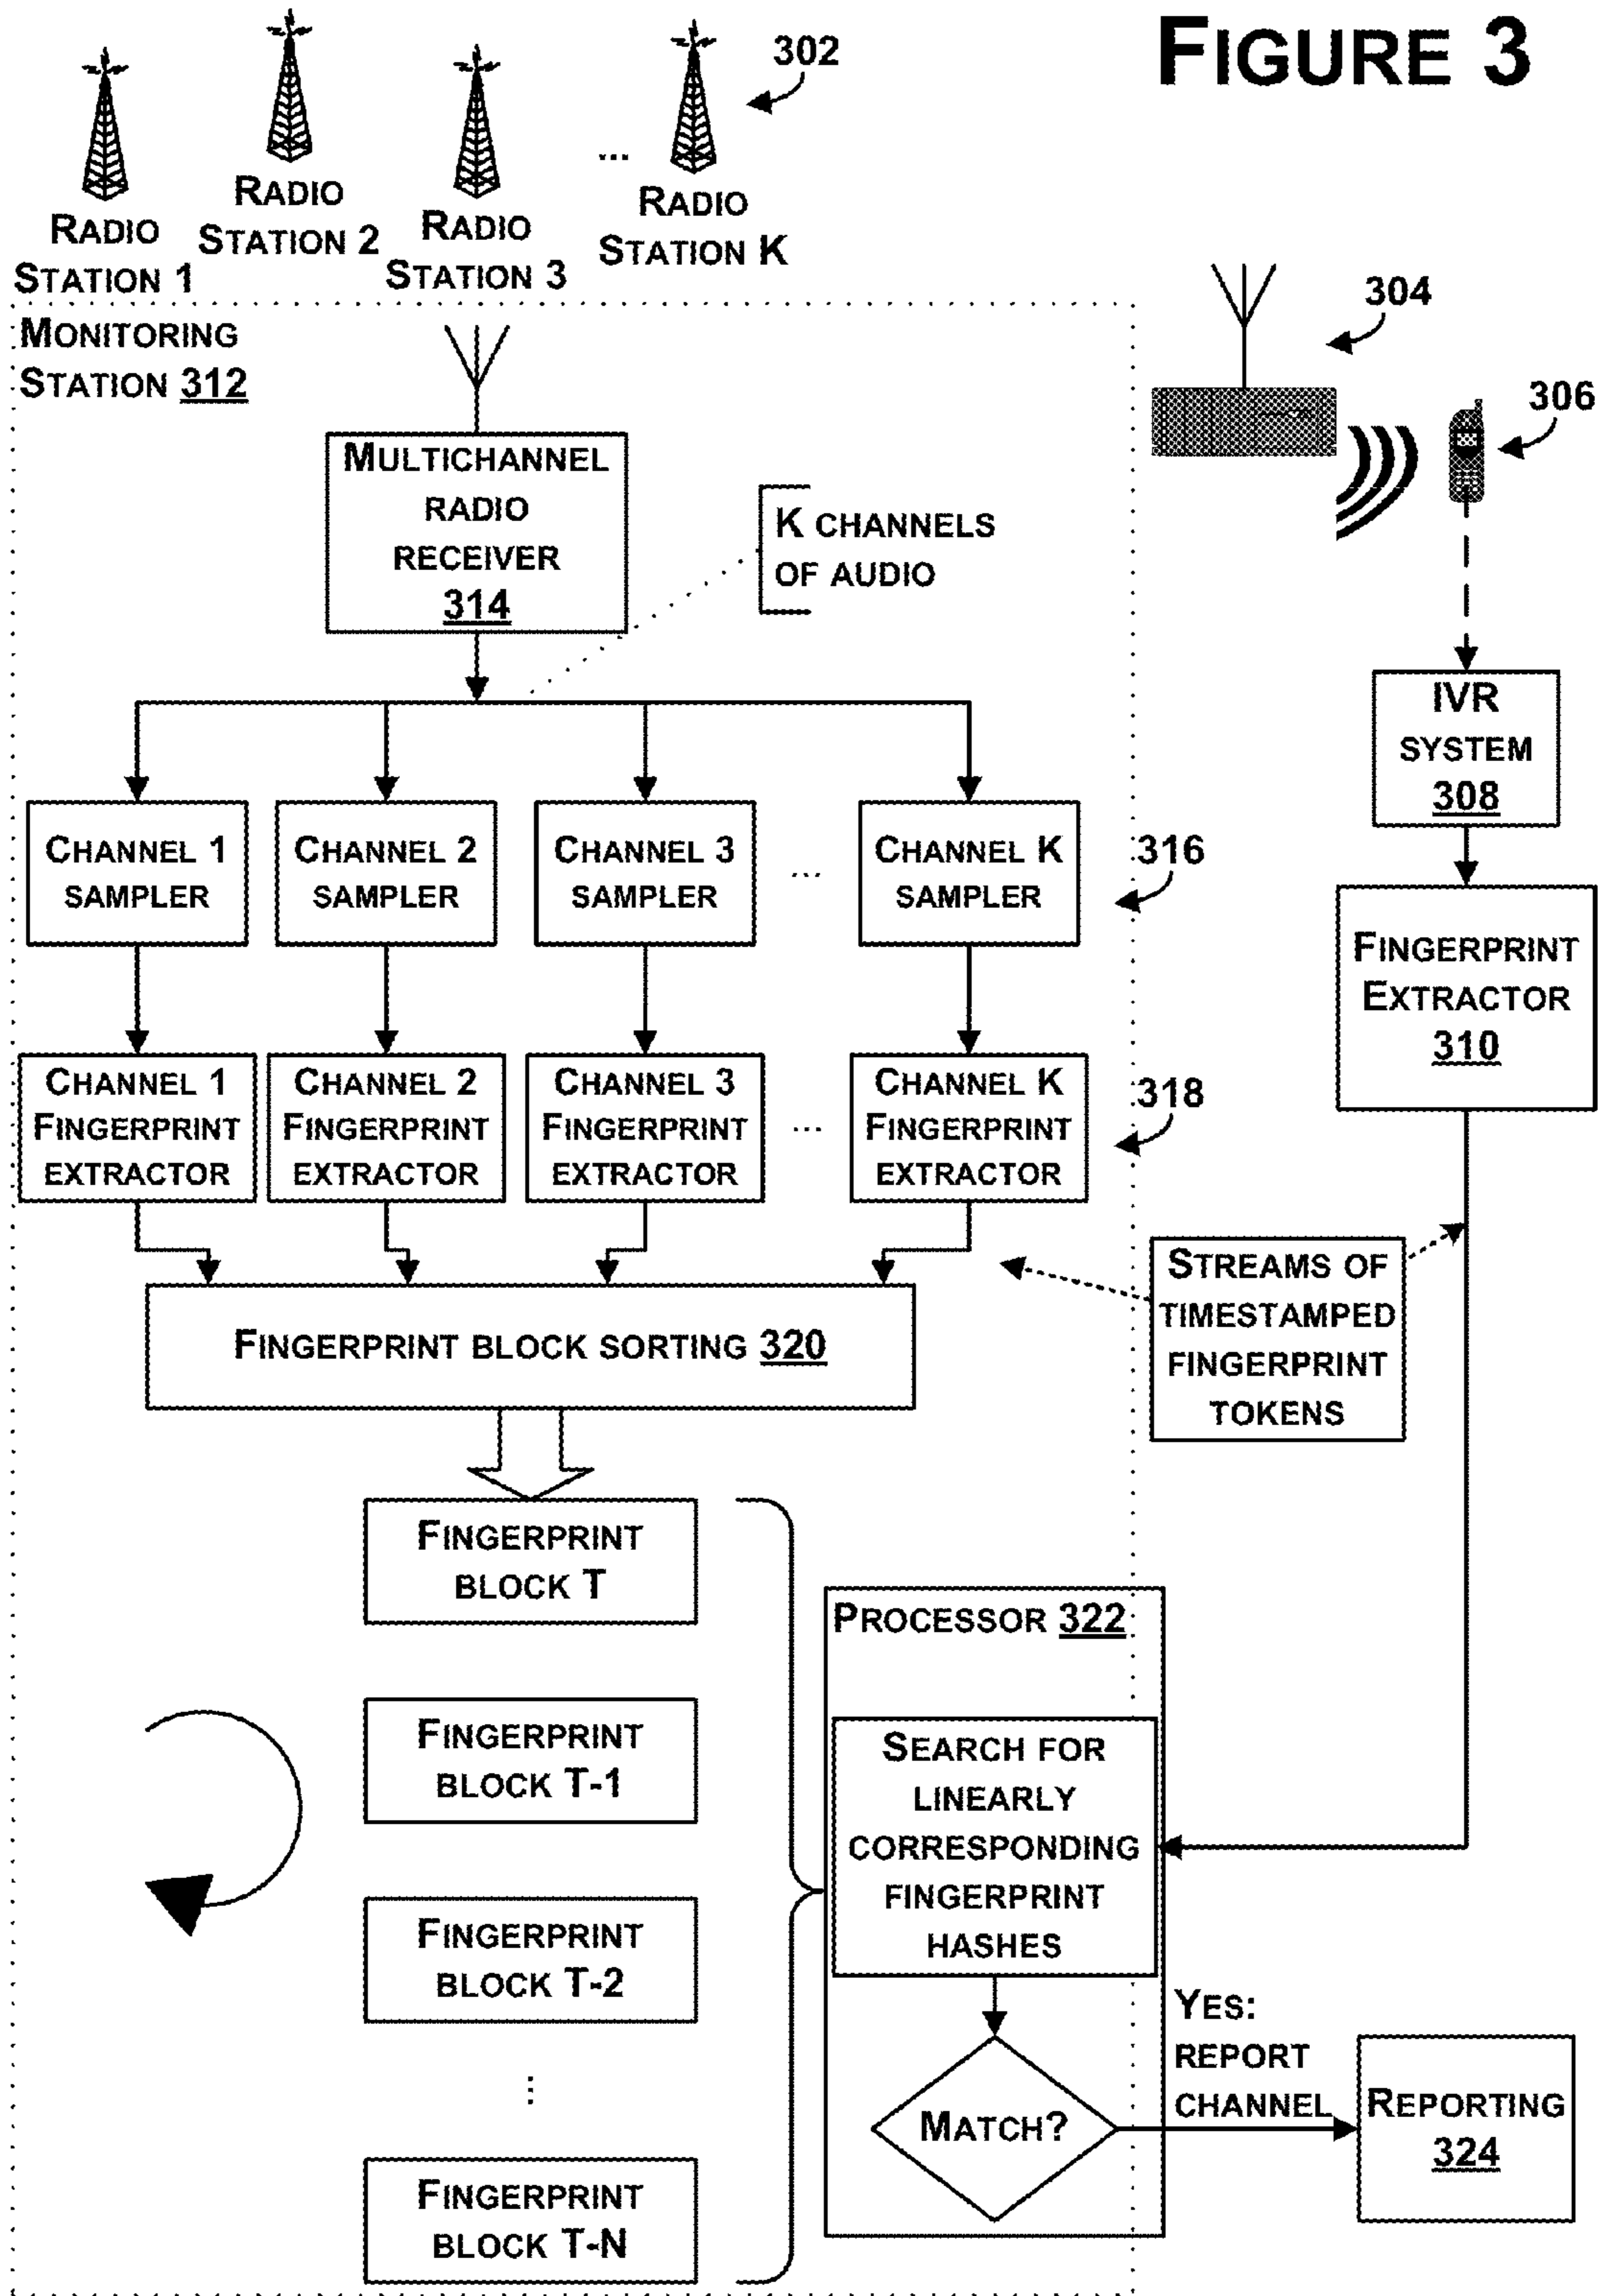 FIGURE 3
302
RADIO
STATION 1
RADIO
STATION 2
RADIO
STATION 3
...
RADIO
STATION K
304
306
MONITORING
STATION 312
MULTICHANNEL
RADIO
RECEIVER
314
K CHANNELS
OF AUDIO
IVR
SYSTEM
308
CHANNEL 1
SAMPLER
CHANNEL 2
SAMPLER
CHANNEL 3
SAMPLER
...
CHANNEL K
SAMPLER
316
FINGERPRINT
EXTRACTOR
310
CHANNEL 1
FINGERPRINT
EXTRACTOR
CHANNEL 2
FINGERPRINT
EXTRACTOR
CHANNEL 3
FINGERPRINT
EXTRACTOR
...
CHANNEL K
FINGERPRINT
EXTRACTOR
318
STREAMS OF
TIMESTAMPED
FINGERPRINT
TOKENS
FINGERPRINT BLOCK SORTING 320
FINGERPRINT
BLOCK T
FINGERPRINT
BLOCK T-1
FINGERPRINT
BLOCK T-2
...
FINGERPRINT
BLOCK T-N
PROCESSOR 322
SEARCH FOR
LINEARLY
CORRESPONDING
FINGERPRINT
HASHES
MATCH?
YES:
REPORT
CHANNEL
REPORTING
324